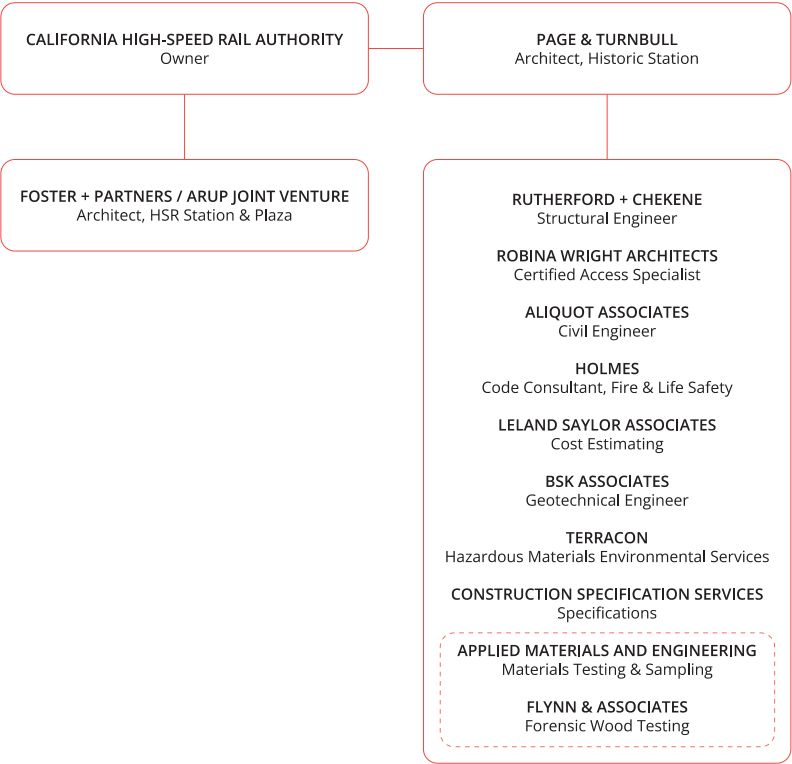 CALIFORNIA HIGH-SPEED RAIL AUTHORITY
Owner
PAGE & TURNBULL
Architect, Historic Station
FOSTER + PARTNERS / ARUP JOINT VENTURE
Architect, HSR Station & Plaza
RUTHERFORD + CHEKENE
Structural Engineer
ROBINA WRIGHT ARCHITECTS
Certified Access Specialist
ALIQUOT ASSOCIATES
Civil Engineer
HOLMES
Code Consultant, Fire & Life Safety
LELAND SAYLOR ASSOCIATES
Cost Estimating
BSK ASSOCIATES
Geotechnical Engineer
TERRACON
Hazardous Materials Environmental Services
CONSTRUCTION SPECIFICATION SERVICES
Specifications
APPLIED MATERIALS AND ENGINEERING
Materials Testing & Sampling
FLYNN & ASSOCIATES
Forensic Wood Testing